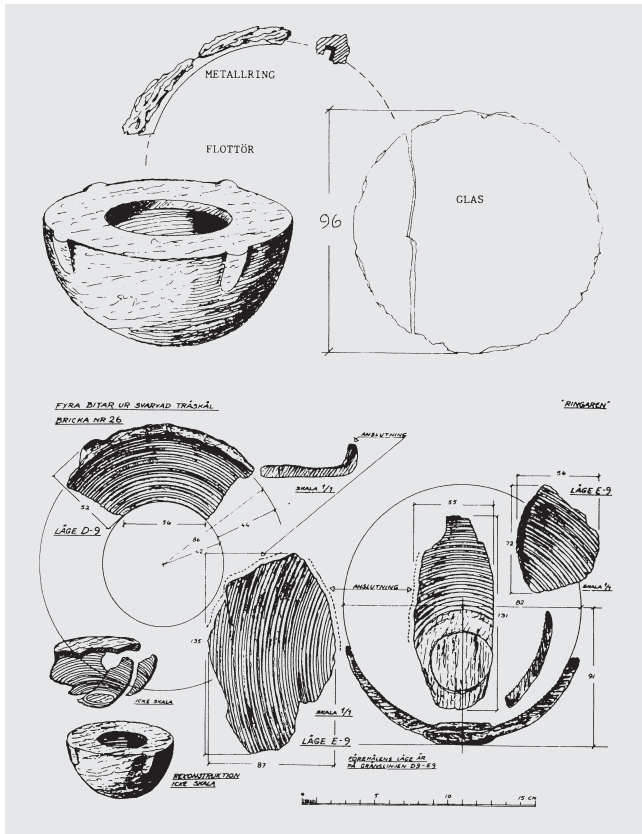 METALLRING
FLOTTÖR
96
GLAS
FYRA BITAR UR SVARVAD TRÄSKÅL
BRICKA NR 26
"RINGAREN"
ANSLUTNING
SKALA 1/1
52
LÄGE D-9
56
86
44
42
55
56
LÄGE E-9
72
SKALA 1/1
ANSLUTNING
82
135
131
91
ICKE SKALA
SKALA 1/1
LÄGE E-9
87
REKONSTRUKTION
ICKE SKALA
FÖREMÅLENS LÄGE ÄR
PÅ GRÄNSLINJEN D9-E9
5 10 15 CM